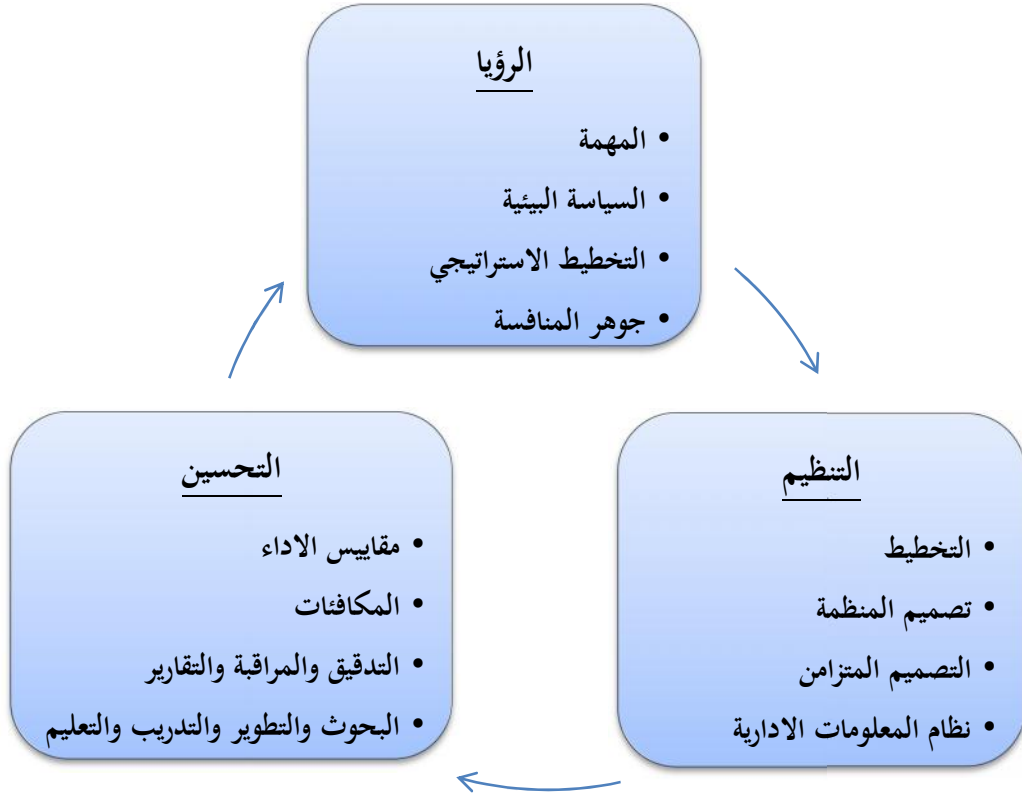 الرؤيا
• المهمة
• السياسة البيئية
• التخطيط الاستراتيجي
• جوهر المنافسة
التنظيم
• التخطيط
• تصميم المنظمة
• التصميم المتزامن
• نظام المعلومات الادارية
التحسين
• مقاييس الاداء
• المكافئات
• التدقيق والمراقبة والتقارير
• البحوث والتطوير والتدريب والتعليم